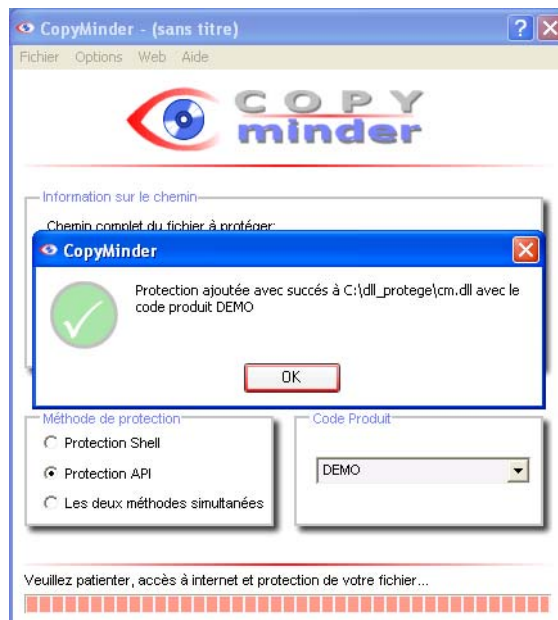 CopyMinder - (sans titre)
Fichier Options Web Aide
COPY
minder
Information sur le chemin
Chemin complet du fichier à protéger:
CopyMinder
Protection ajoutée avec succés à C:\dll_protege\cm.dll avec le
code produit DEMO
OK
Méthode de protection
Protection Shell
Protection API
Les deux méthodes simultanées
Code Produit
DEMO
Veuillez patienter, accès à internet et protection de votre fichier...